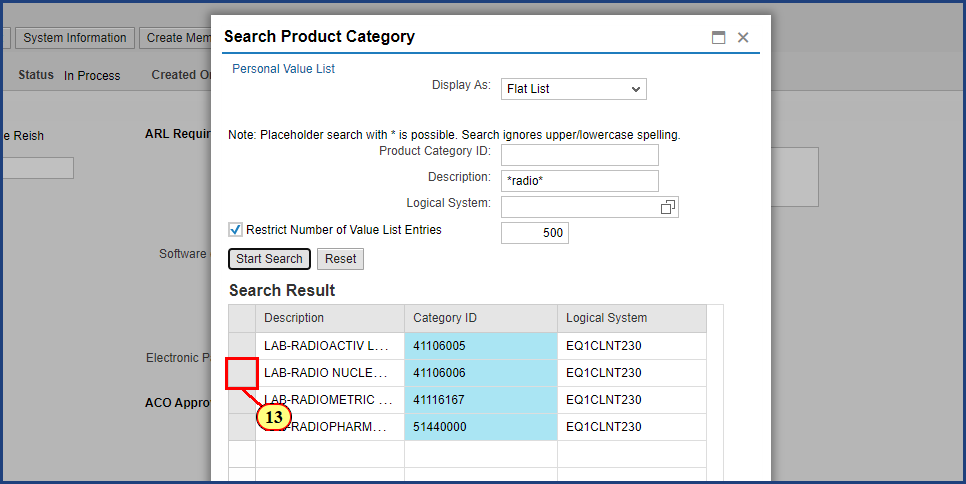 System Information
Create Mem
Status In Process Created On
e Reish
ARL Requir
Software
Electronic Pa
ACO Approv
Search Product Category
Personal Value List
Display As: Flat List
Note: Placeholder search with * is possible. Search ignores upper/lowercase spelling.
Product Category ID:
Description: *radio*
Logical System:
Restrict Number of Value List Entries 500
Start Search Reset
Search Result
Description Category ID Logical System
LAB-RADIOACTIV L... 41106005 EQ1CLNT230
LAB-RADIO NUCLE... 41106006 EQ1CLNT230
LAB-RADIOMETRIC ... 41116167 EQ1CLNT230
LAB-RADIOPHARM... 51440000 EQ1CLNT230
13